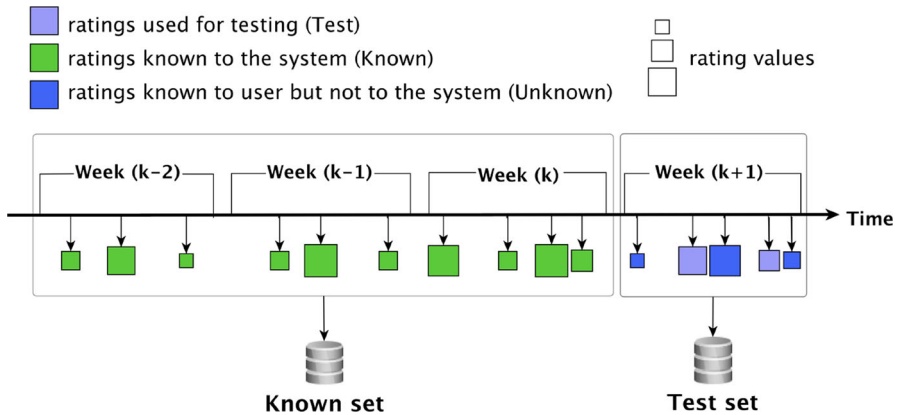 ratings used for testing (Test)
ratings known to the system (Known)
rating values
ratings known to user but not to the system (Unknown)
Week (k-2)
Week (k-1)
Week (k)
Week (k+1)
Time
Known set
Test set